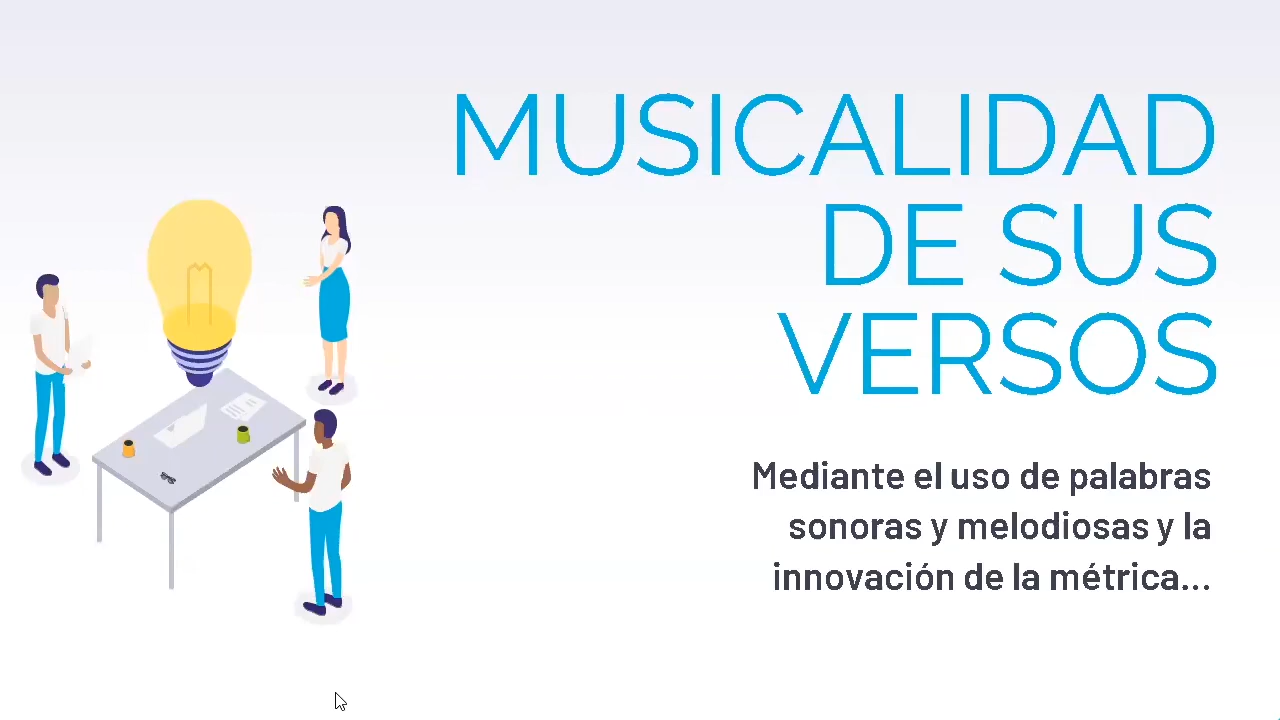 MUSICALIDAD
DE SUS
VERSOS
Mediante el uso de palabras
sonoras y melodiosas y la
innovación de la métrica...